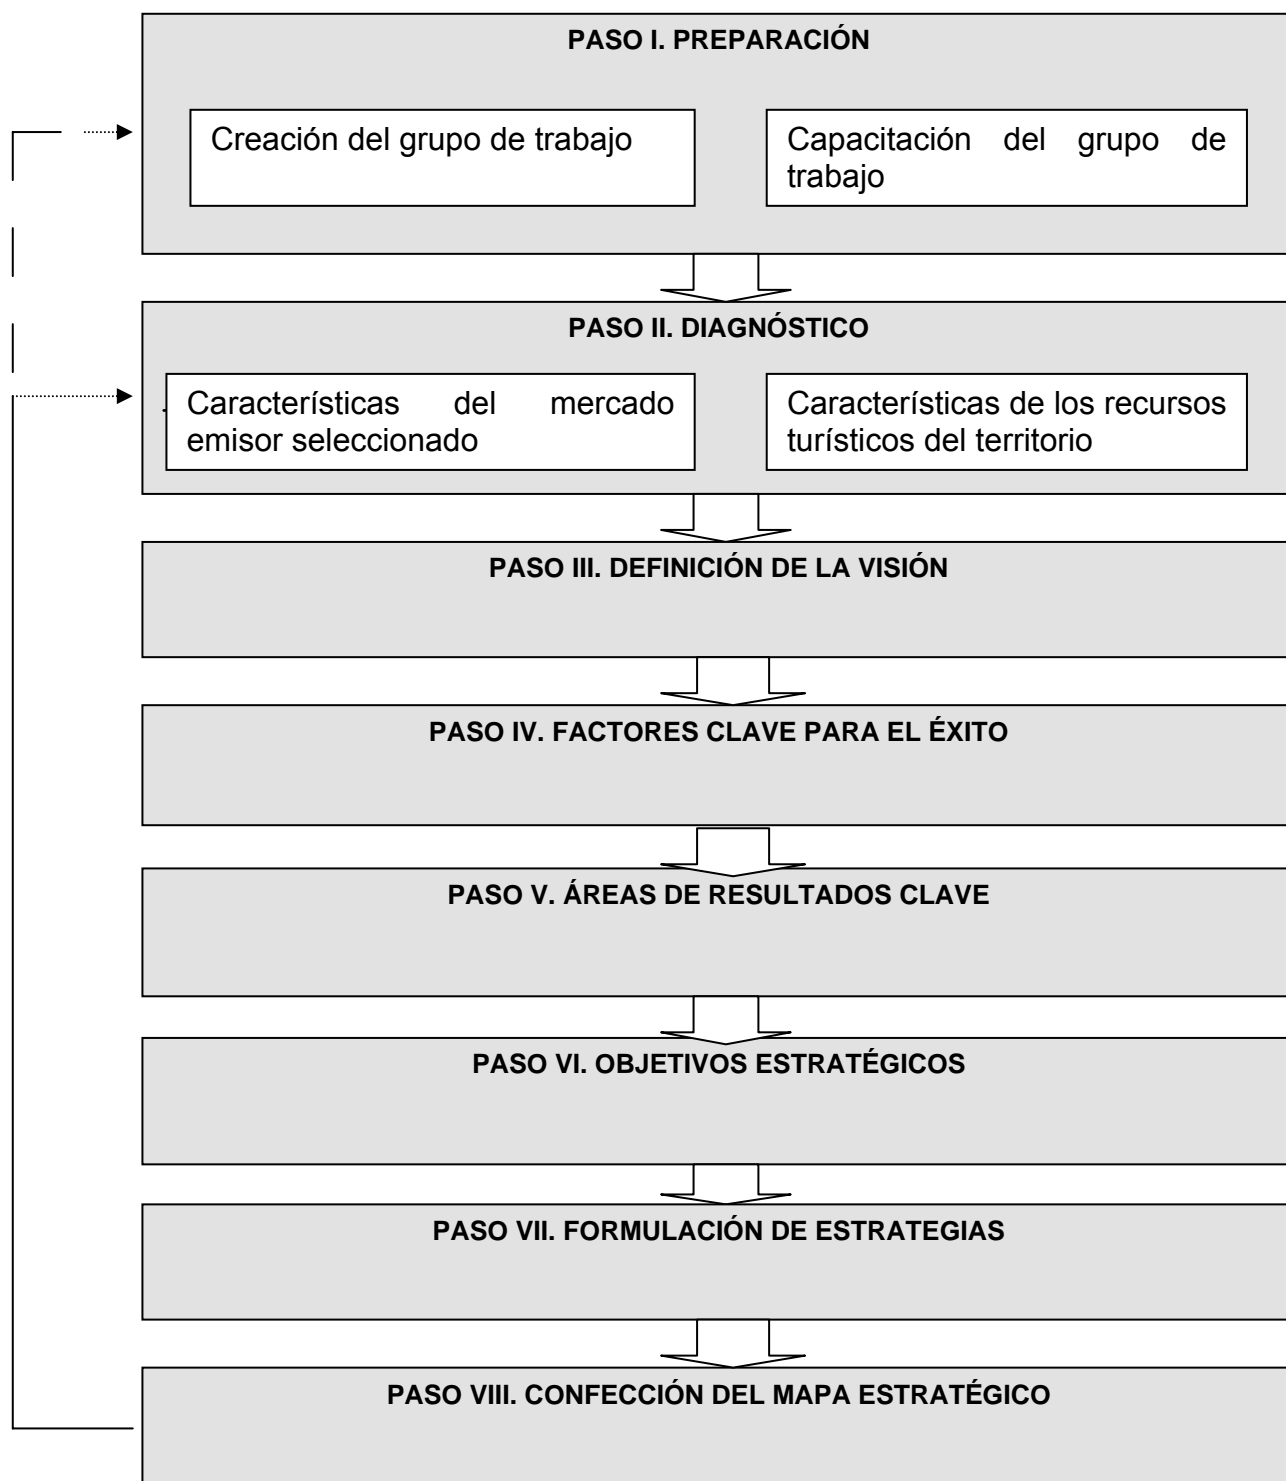 PASO I. PREPARACIÓN
Creación del grupo de trabajo
Capacitación del grupo de
trabajo
PASO II. DIAGNÓSTICO
Características del mercado
emisor seleccionado
Características de los recursos
turísticos del territorio
PASO III. DEFINICIÓN DE LA VISIÓN
PASO IV. FACTORES CLAVE PARA EL ÉXITO
PASO V. ÁREAS DE RESULTADOS CLAVE
PASO VI. OBJETIVOS ESTRATÉGICOS
PASO VII. FORMULACIÓN DE ESTRATEGIAS
PASO VIII. CONFECCIÓN DEL MAPA ESTRATÉGICO